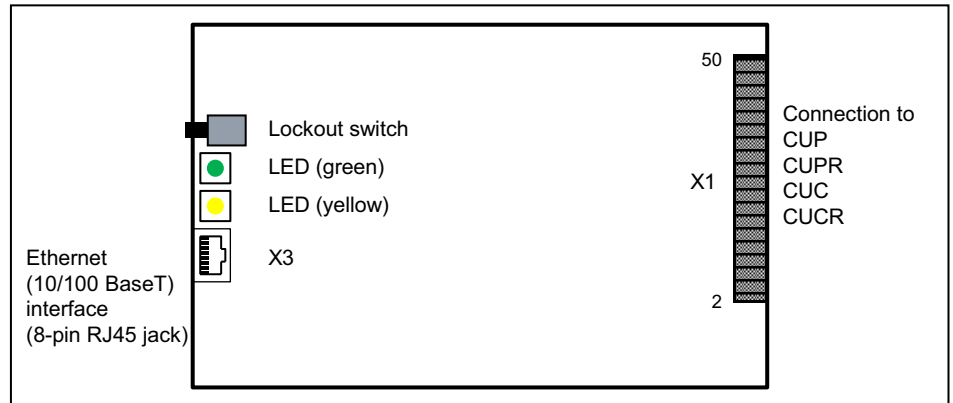 Lockout switch
LED (green)
LED (yellow)
X3
Ethernet
(10/100 BaseT)
interface
(8-pin RJ45 jack)
50
X1
2
Connection to
CUP
CUPR
CUC
CUCR